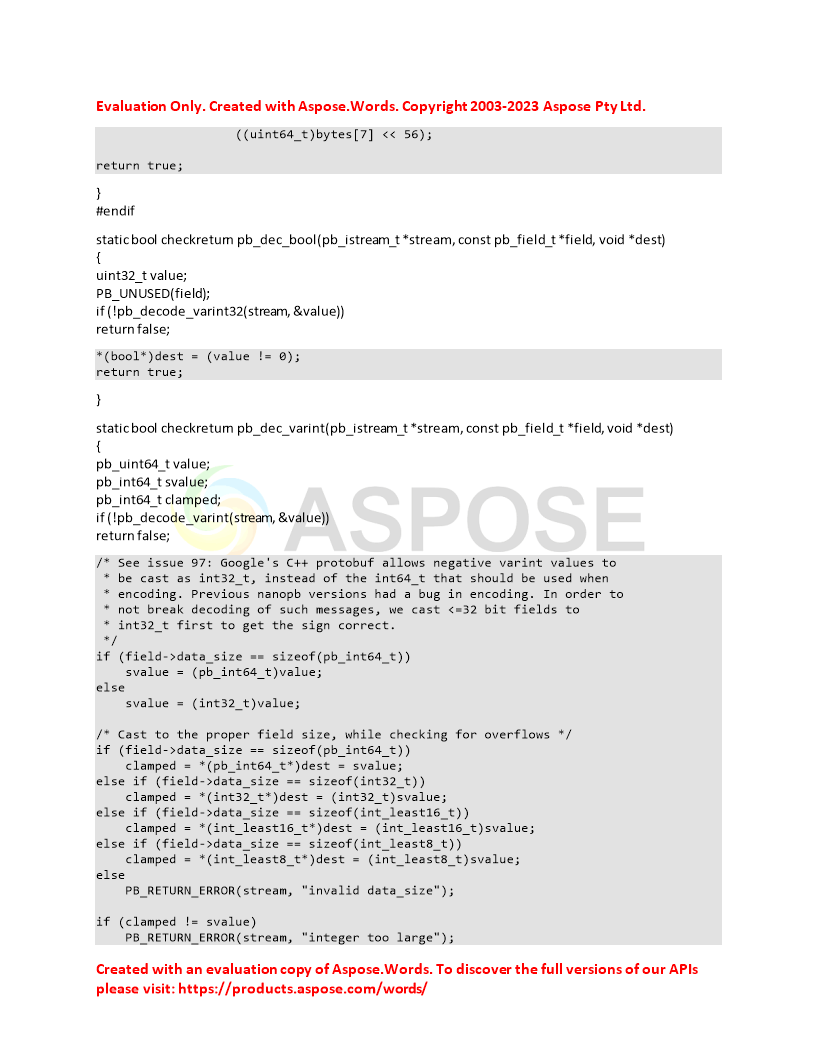 Evaluation Only. Created with Aspose.Words. Copyright 2003-2023 Aspose Pty Ltd.
((uint64_t)bytes[7] << 56);
return true;
}
#endif
static bool checkreturn pb_dec_bool(pb_istream_t *stream, const pb_field_t *field, void *dest)
{
uint32_t value;
PB_UNUSED(field);
if (!pb_decode_varint32(stream, &value))
return false;
*(bool*)dest = (value != 0);
return true;
}
static bool checkreturn pb_dec_varint(pb_istream_t *stream, const pb_field_t *field, void *dest)
{
pb_uint64_t value;
pb_int64_t svalue;
pb_int64_t clamped;
if (!pb_decode_varint(stream, &value))
return false;
ASPOSE
/* See issue 97: Google's C++ protobuf allows negative varint values to
 * be cast as int32_t, instead of the int64_t that should be used when
 * encoding. Previous nanopb versions had a bug in encoding. In order to
 * not break decoding of such messages, we cast <=32 bit fields to
 * int32_t first to get the sign correct.
 */
if (field->data_size == sizeof(pb_int64_t))
    svalue = (pb_int64_t)value;
else
    svalue = (int32_t)value;
/* Cast to the proper field size, while checking for overflows */
if (field->data_size == sizeof(pb_int64_t))
    clamped = *(pb_int64_t*)dest = svalue;
else if (field->data_size == sizeof(int32_t))
    clamped = *(int32_t*)dest = (int32_t)svalue;
else if (field->data_size == sizeof(int_least16_t))
    clamped = *(int_least16_t*)dest = (int_least16_t)svalue;
else if (field->data_size == sizeof(int_least8_t))
    clamped = *(int_least8_t*)dest = (int_least8_t)svalue;
else
    PB_RETURN_ERROR(stream, "invalid data_size");
if (clamped != svalue)
    PB_RETURN_ERROR(stream, "integer too large");
Created with an evaluation copy of Aspose.Words. To discover the full versions of our APIs
please visit: https://products.aspose.com/words/